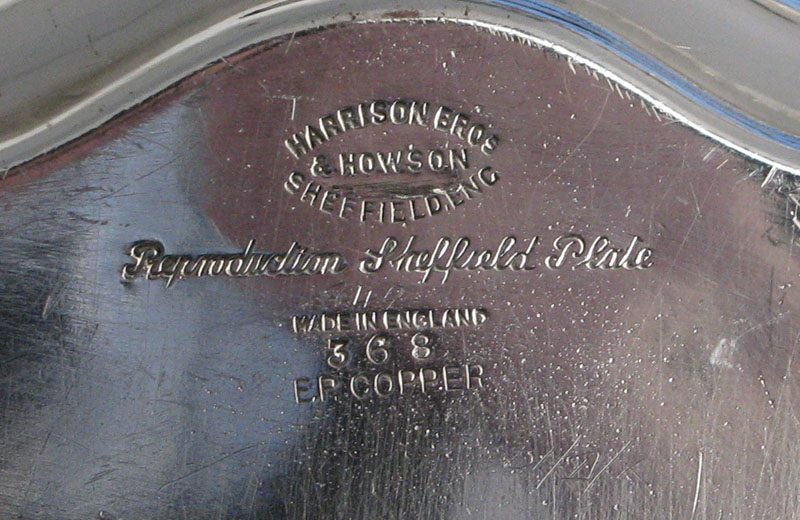 HARRISON BROS
& HOWSON
SHEFFIELD ENG
Reproduction Sheffield Plate
MADE IN ENGLAND
368
E.P. COPPER